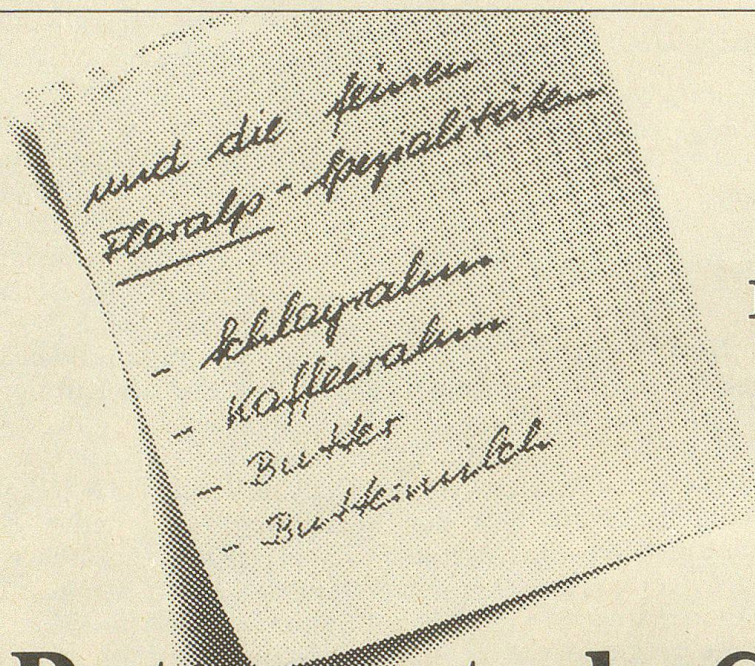 und die feinen
Floralp-Spezialitäten
- Schlagrahm
- Kaffeerahm
- Butter
- Buttermilch